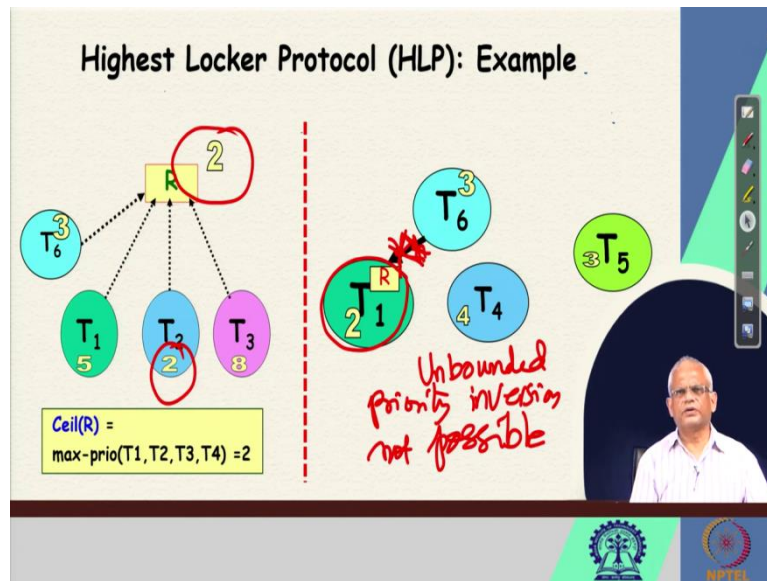 Highest Locker Protocol (HLP): Example
R 2
T6 3
T1 5
T2 2
T3 8
Ceil(R) =
max-prio(T1,T2,T3,T4) =2
T6 3
T1 R 2
4 T4
3 T5
Unbounded
priority inversion
not possible
NPTEL